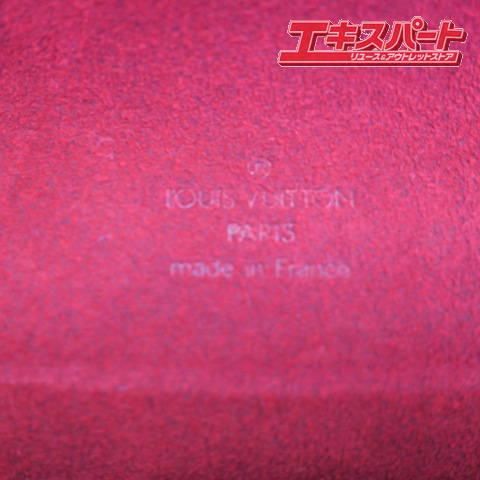 エキスパート
リユース&アウトレットストア
®
LOUIS VUITTON
PARIS
made in France